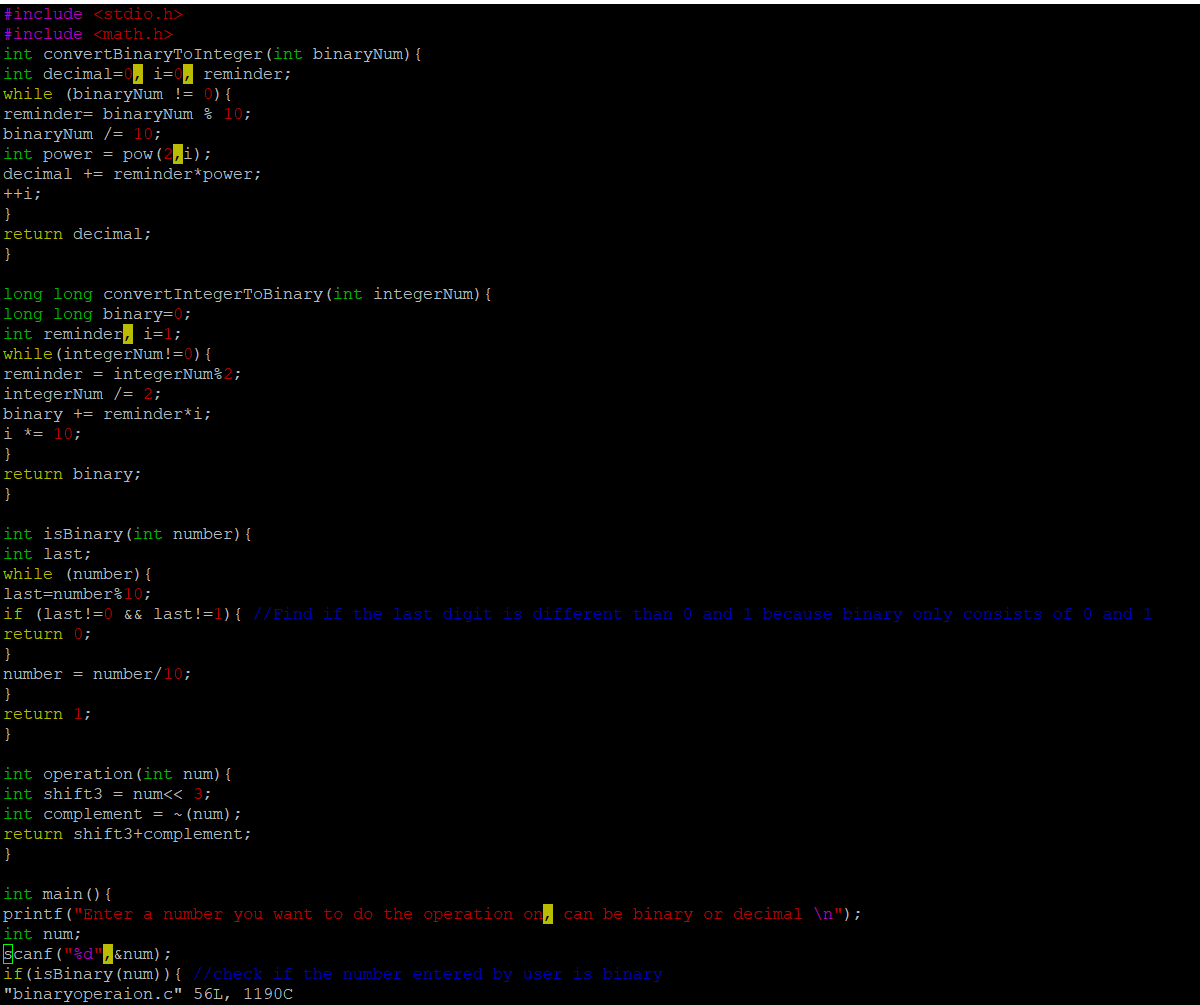 #include <stdio.h>
#include <math.h>
int convertBinaryToInteger(int binaryNum){
int decimal=0, i=0, reminder;
while (binaryNum != 0){
reminder= binaryNum % 10;
binaryNum /= 10;
int power = pow(2,i);
decimal += reminder*power;
++i;
}
return decimal;
}

long long convertIntegerToBinary(int integerNum){
long long binary=0;
int reminder, i=1;
while(integerNum!=0){
reminder = integerNum%2;
integerNum /= 2;
binary += reminder*i;
i *= 10;
}
return binary;
}

int isBinary(int number){
int last;
while (number){
last=number%10;
if (last!=0 && last!=1){ //Find if the last digit is different than 0 and 1 because binary only consists of 0 and 1
return 0;
}
number = number/10;
}
return 1;
}

int operation(int num){
int shift3 = num<< 3;
int complement = ~(num);
return shift3+complement;
}

int main(){
printf("Enter a number you want to do the operation on, can be binary or decimal \n");
int num;
scanf("%d",&num);
if(isBinary(num)){ //check if the number entered by user is binary
"binaryoperaion.c" 56L, 1190C